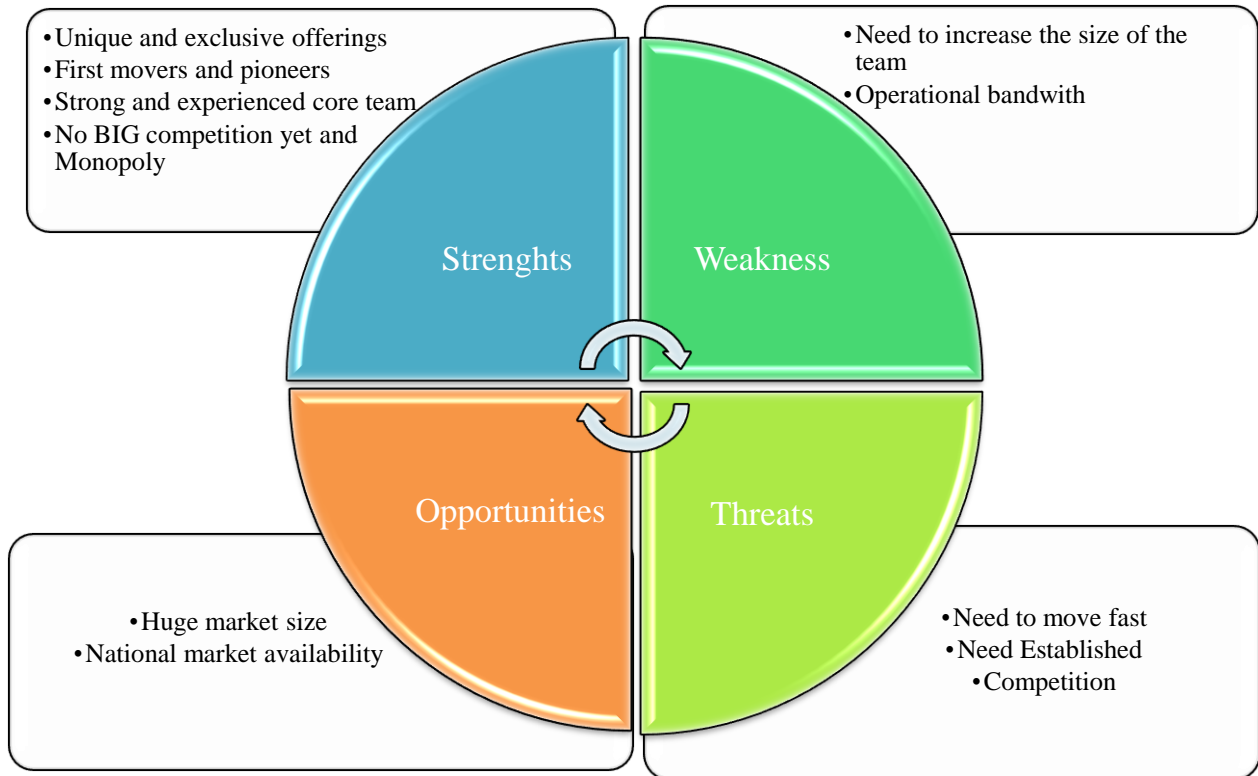 •Unique and exclusive offerings
•First movers and pioneers
•Strong and experienced core team
•No BIG competition yet and
Monopoly
•Need to increase the size of the
team
•Operational bandwith
Strenghts
Weakness
Opportunities
Threats
•Huge market size
•National market availability
•Need to move fast
•Need Established
•Competition